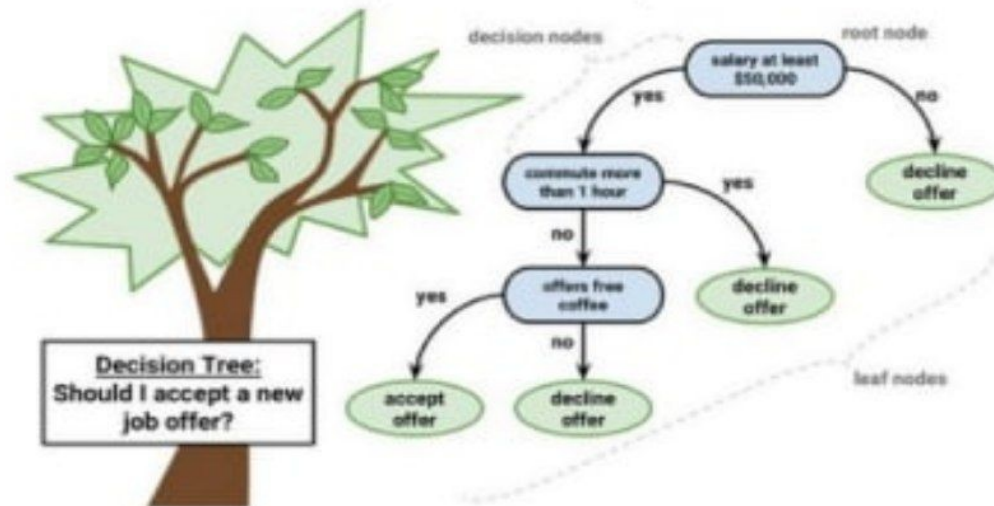 decision nodes
root node
salary at least
$50,000
yes
no
commute more
than 1 hour
decline
offer
yes
no
offers free
coffee
decline
offer
yes
no
leaf nodes
accept
offer
decline
offer
Decision Tree:
Should I accept a new
job offer?